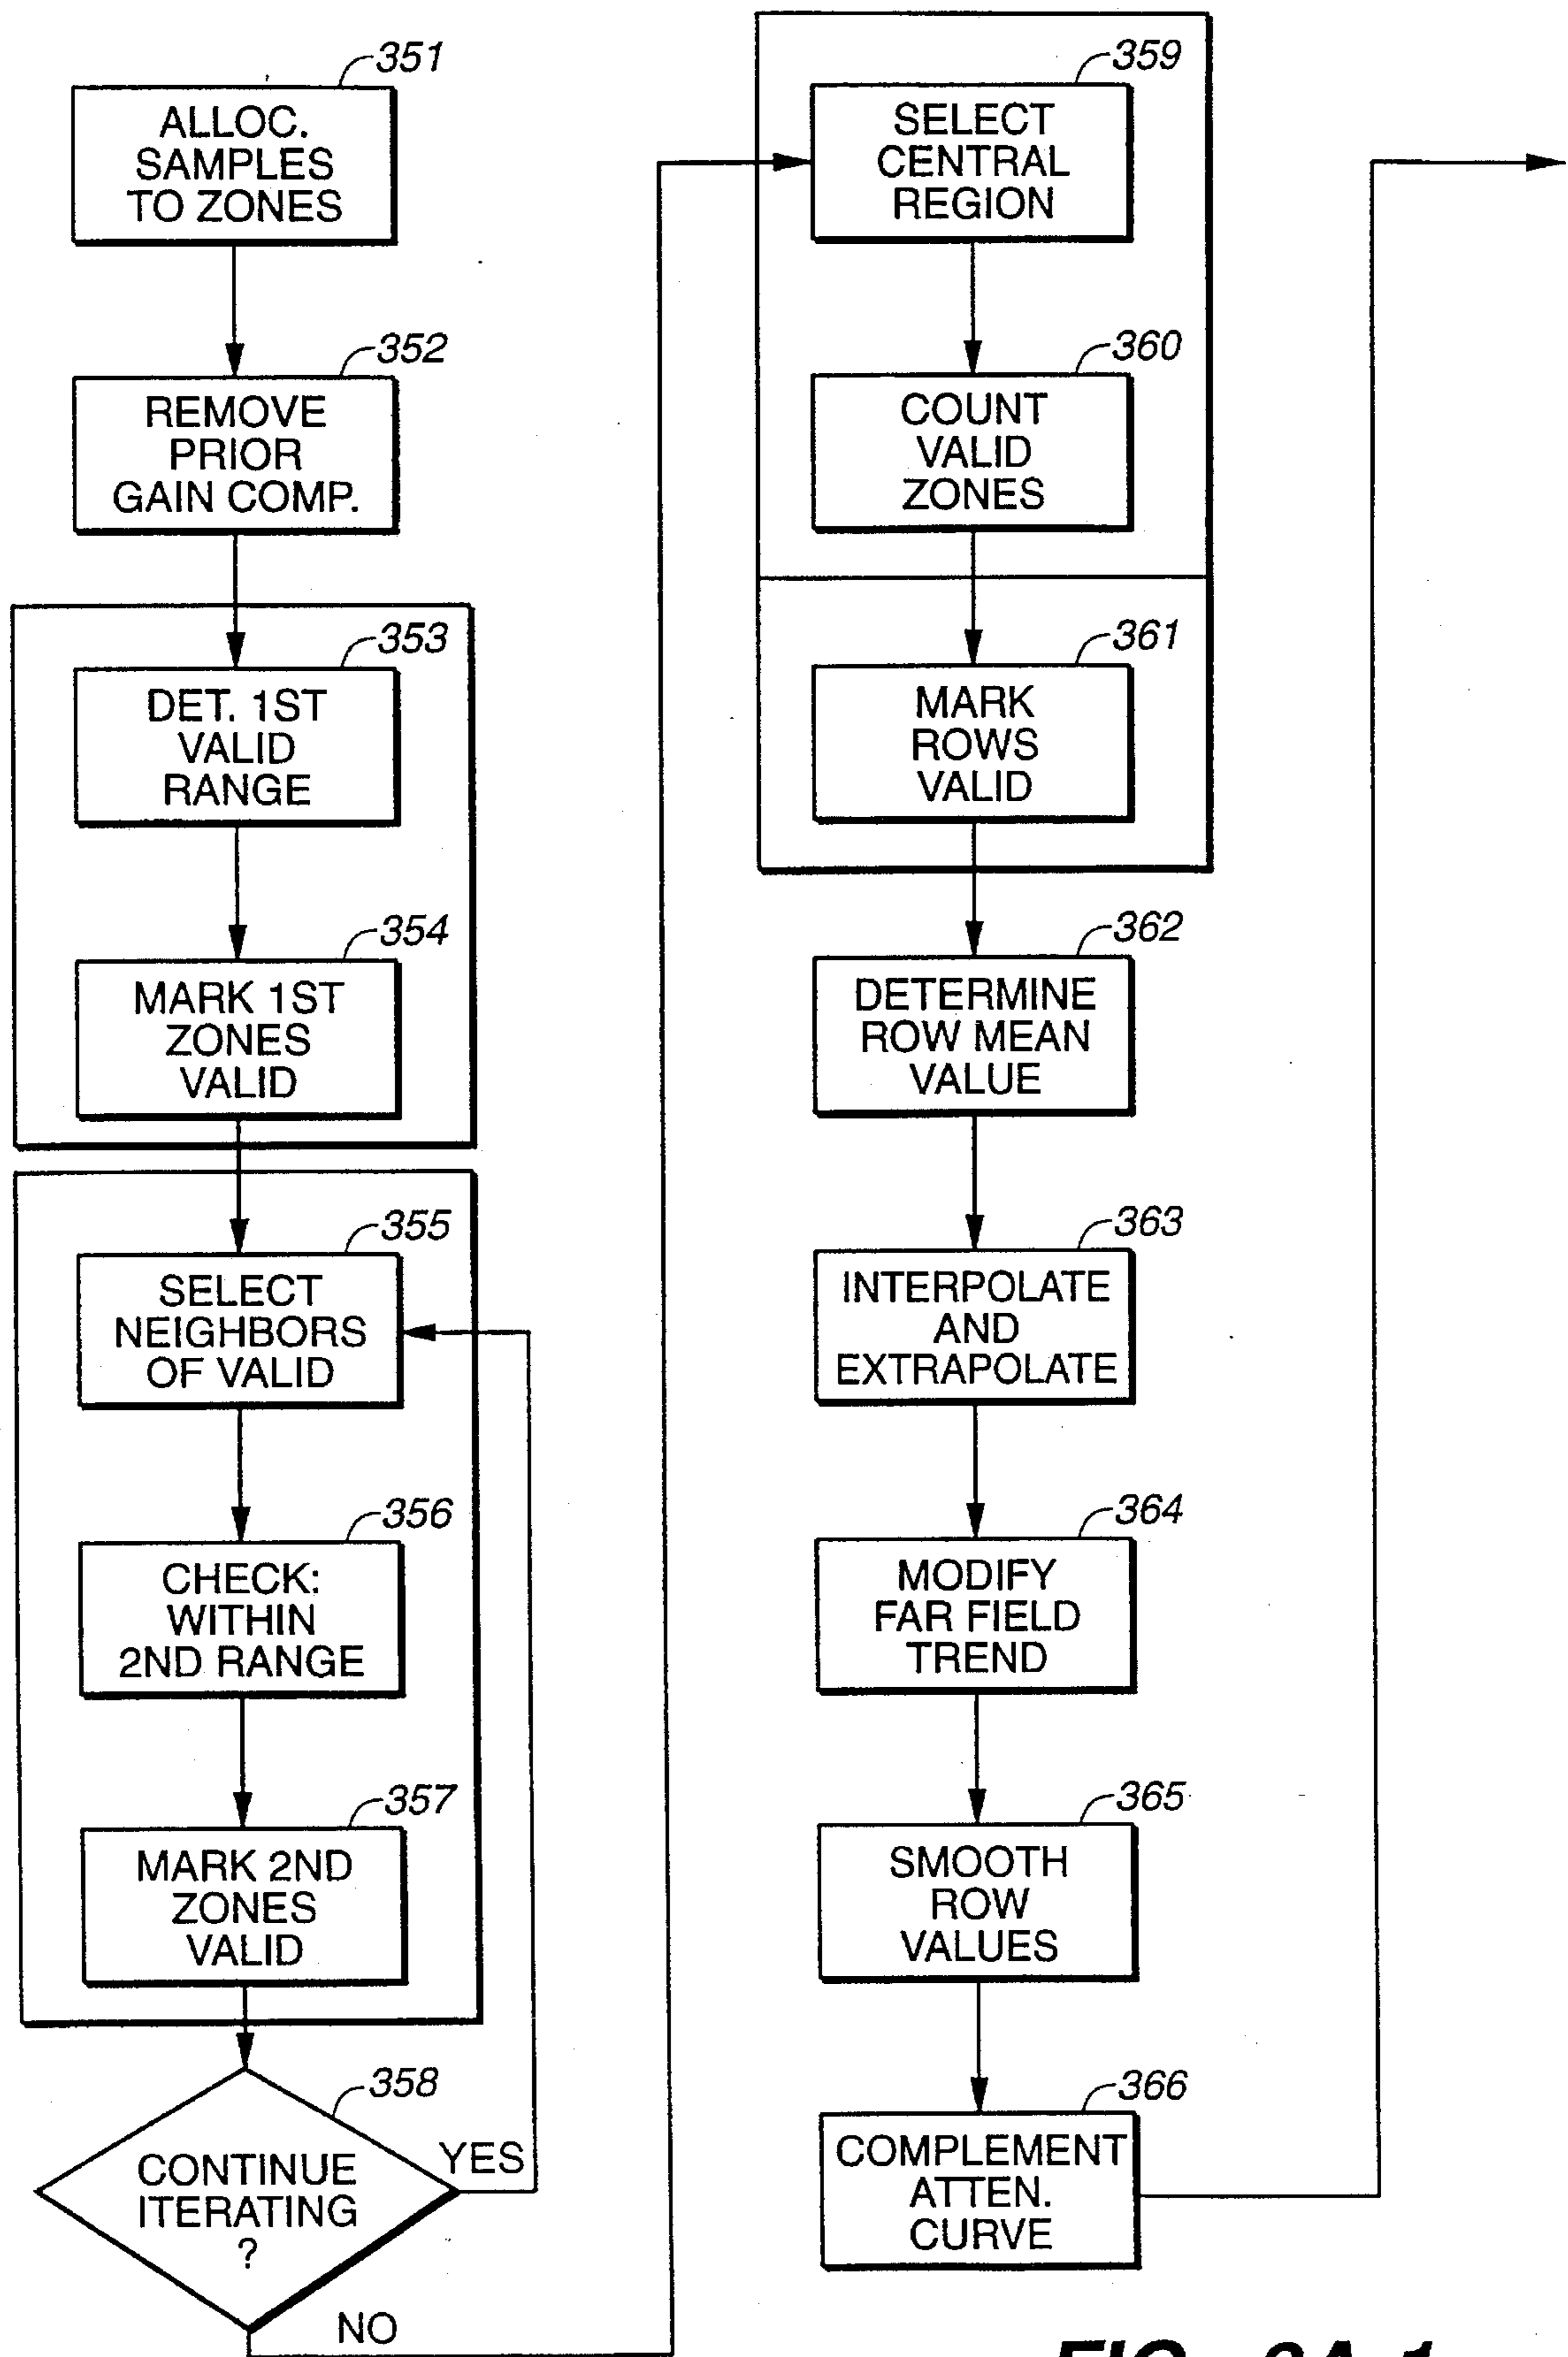 351
ALLOC.
SAMPLES
TO ZONES
352
REMOVE
PRIOR
GAIN COMP.
353
DET. 1ST
VALID
RANGE
354
MARK 1ST
ZONES
VALID
355
SELECT
NEIGHBORS
OF VALID
356
CHECK:
WITHIN
2ND RANGE
357
MARK 2ND
ZONES
VALID
358
CONTINUE
ITERATING
?
YES
NO
359
SELECT
CENTRAL
REGION
360
COUNT
VALID
ZONES
361
MARK
ROWS
VALID
362
DETERMINE
ROW MEAN
VALUE
363
INTERPOLATE
AND
EXTRAPOLATE
364
MODIFY
FAR FIELD
TREND
365
SMOOTH
ROW
VALUES
366
COMPLEMENT
ATTEN.
CURVE